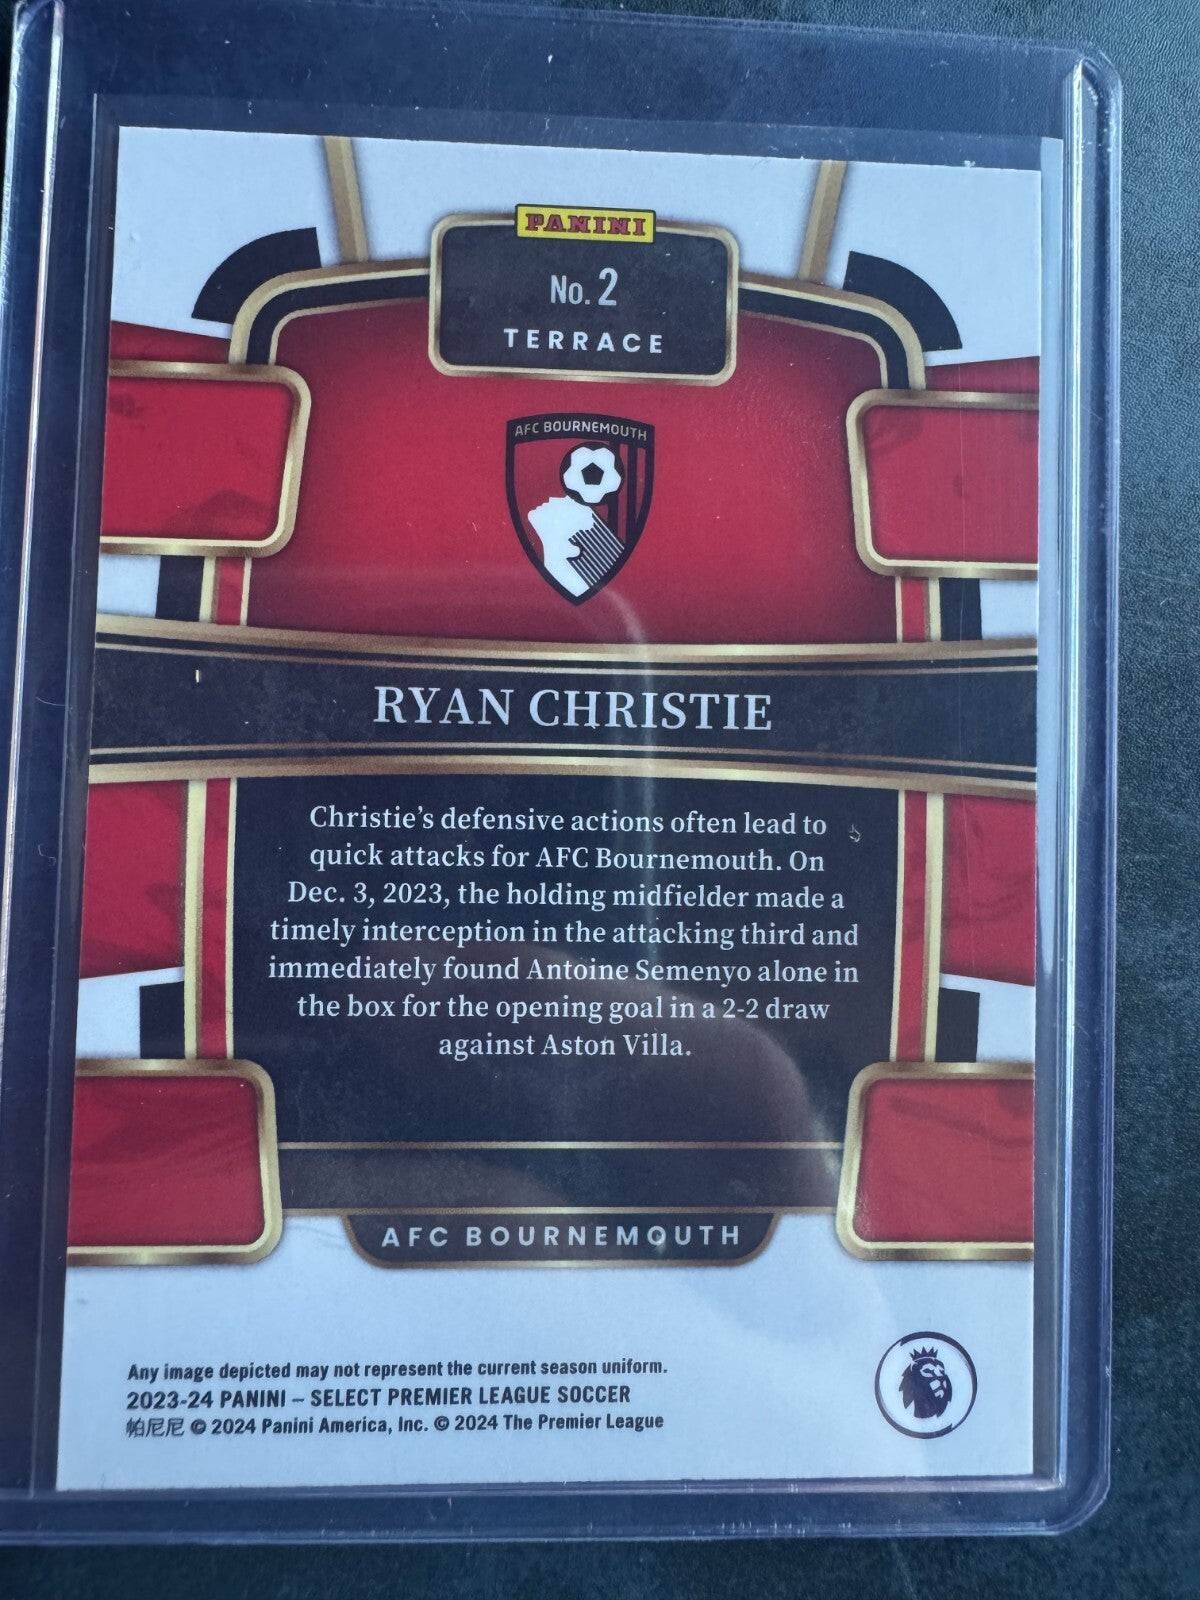 PANINI
No. 2
TERRACE
AFC BOURNEMOUTH
RYAN CHRISTIE
Christie's defensive actions often lead to
quick attacks for AFC Bournemouth. On
Dec. 3, 2023, the holding midfielder made a
timely interception in the attacking third and
immediately found Antoine Semenyo alone in
the box for the opening goal in a 2-2 draw
against Aston Villa.
AFC BOURNEMOUTH
Any image depicted may not represent the current season uniform.
2023-24 PANINI – SELECT PREMIER LEAGUE SOCCER
帕尼尼 © 2024 Panini America, Inc. © 2024 The Premier League